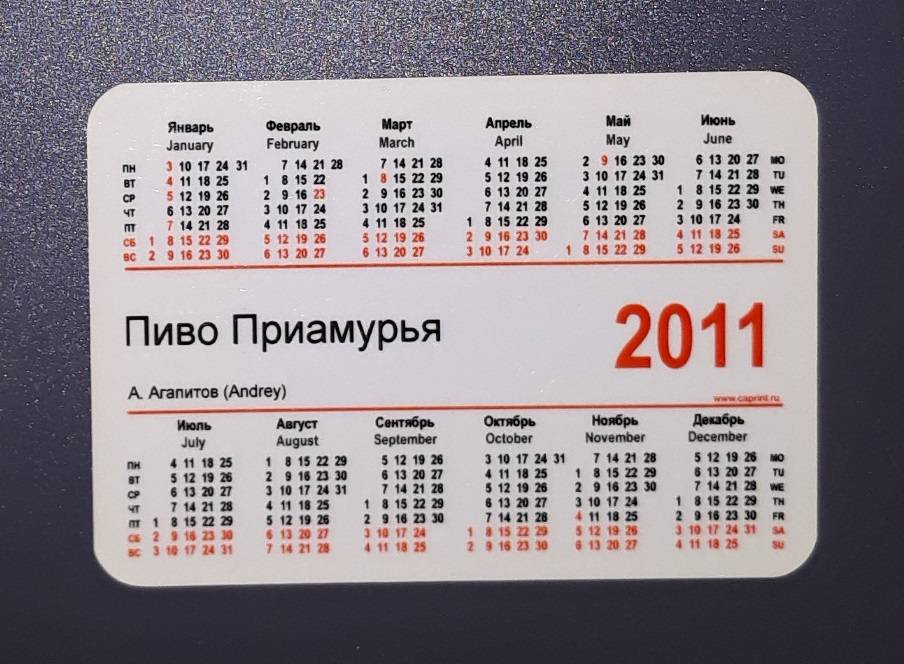 Январь Февраль Март Апрель Май Июнь
January February March April May June
ПН 3 10 17 24 31 7 14 21 28 7 14 21 28 4 11 18 25 2 9 16 23 30 6 13 20 27 MO
ВТ 4 11 18 25 1 8 15 22 1 8 15 22 29 5 12 19 26 3 10 17 24 31 7 14 21 28 TU
СР 5 12 19 26 2 9 16 23 2 9 16 23 30 6 13 20 27 4 11 18 25 1 8 15 22 29 WE
ЧТ 6 13 20 27 3 10 17 24 3 10 17 24 31 7 14 21 28 5 12 19 26 2 9 16 23 30 TH
ПТ 7 14 21 28 4 11 18 25 4 11 18 25 1 8 15 22 29 6 13 20 27 3 10 17 24 FR
СБ 1 8 15 22 29 5 12 19 26 5 12 19 26 2 9 16 23 30 7 14 21 28 4 11 18 25 SA
ВС 2 9 16 23 30 6 13 20 27 6 13 20 27 3 10 17 24 1 8 15 22 29 5 12 19 26 SU
Пиво Приамурья 2011
А. Агапитов (Andrey) www.caprint.ru
Июль Август Сентябрь Октябрь Ноябрь Декабрь
July August September October November December
ПН 4 11 18 25 1 8 15 22 29 5 12 19 26 3 10 17 24 31 7 14 21 28 5 12 19 26 MO
ВТ 5 12 19 26 2 9 16 23 30 6 13 20 27 4 11 18 25 1 8 15 22 29 6 13 20 27 TU
СР 6 13 20 27 3 10 17 24 31 7 14 21 28 5 12 19 26 2 9 16 23 30 7 14 21 28 WE
ЧТ 7 14 21 28 4 11 18 25 1 8 15 22 29 6 13 20 27 3 10 17 24 1 8 15 22 29 TH
ПТ 1 8 15 22 29 5 12 19 26 2 9 16 23 30 7 14 21 28 4 11 18 25 2 9 16 23 30 FR
СБ 2 9 16 23 30 6 13 20 27 3 10 17 24 1 8 15 22 29 5 12 19 26 3 10 17 24 31 SA
ВС 3 10 17 24 31 7 14 21 28 4 11 18 25 2 9 16 23 30 6 13 20 27 4 11 18 25 SU